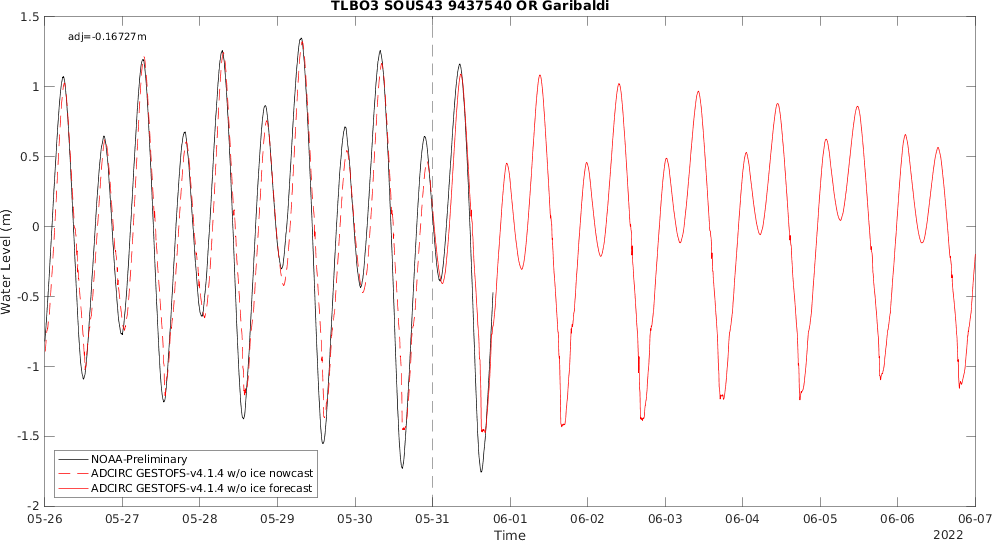 TLBO3 SOUS43 9437540 OR Garibaldi
adj=-0.16727m
1.5
1
0.5
0
-0.5
-1
-1.5
-2
Water Level (m)
NOAA-Preliminary
ADCIRC GESTOFS-v4.1.4 w/o ice nowcast
ADCIRC GESTOFS-v4.1.4 w/o ice forecast
05-26 05-27 05-28 05-29 05-30 05-31 06-01 06-02 06-03 06-04 06-05 06-06 06-07
Time
2022